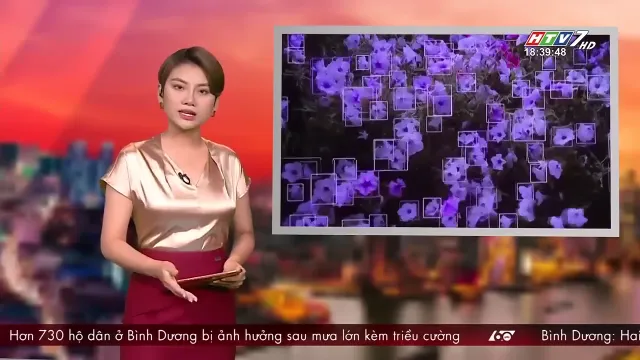 HTV7 HD
18:39:48
Hơn 730 hộ dân ở Bình Dương bị ảnh hưởng sau mưa lớn kèm triều cường 60 Bình Dương: Hai